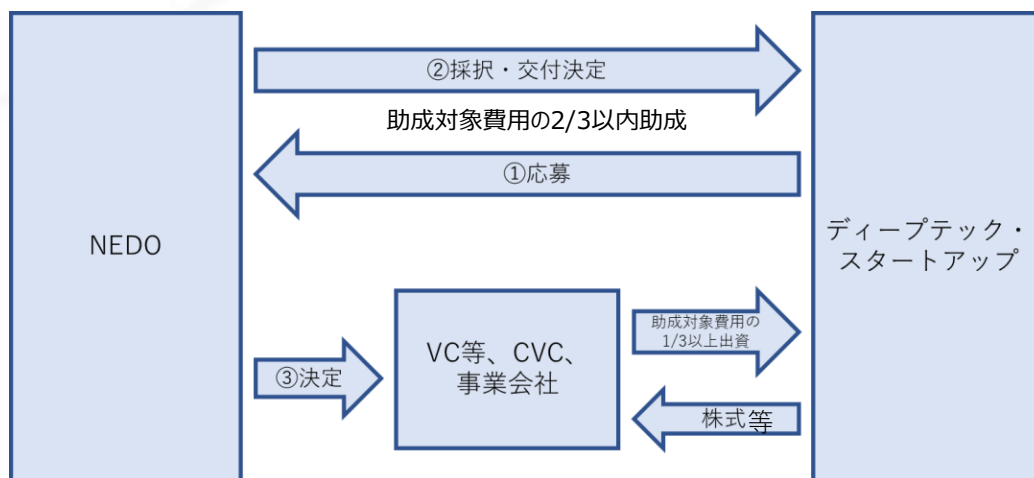 ②採択・交付決定
助成対象費用の2/3以内助成
①応募
NEDO
ディープテック・
スタートアップ
VC等、CVC、
事業会社
助成対象費用の
1/3以上出資
③決定
株式等